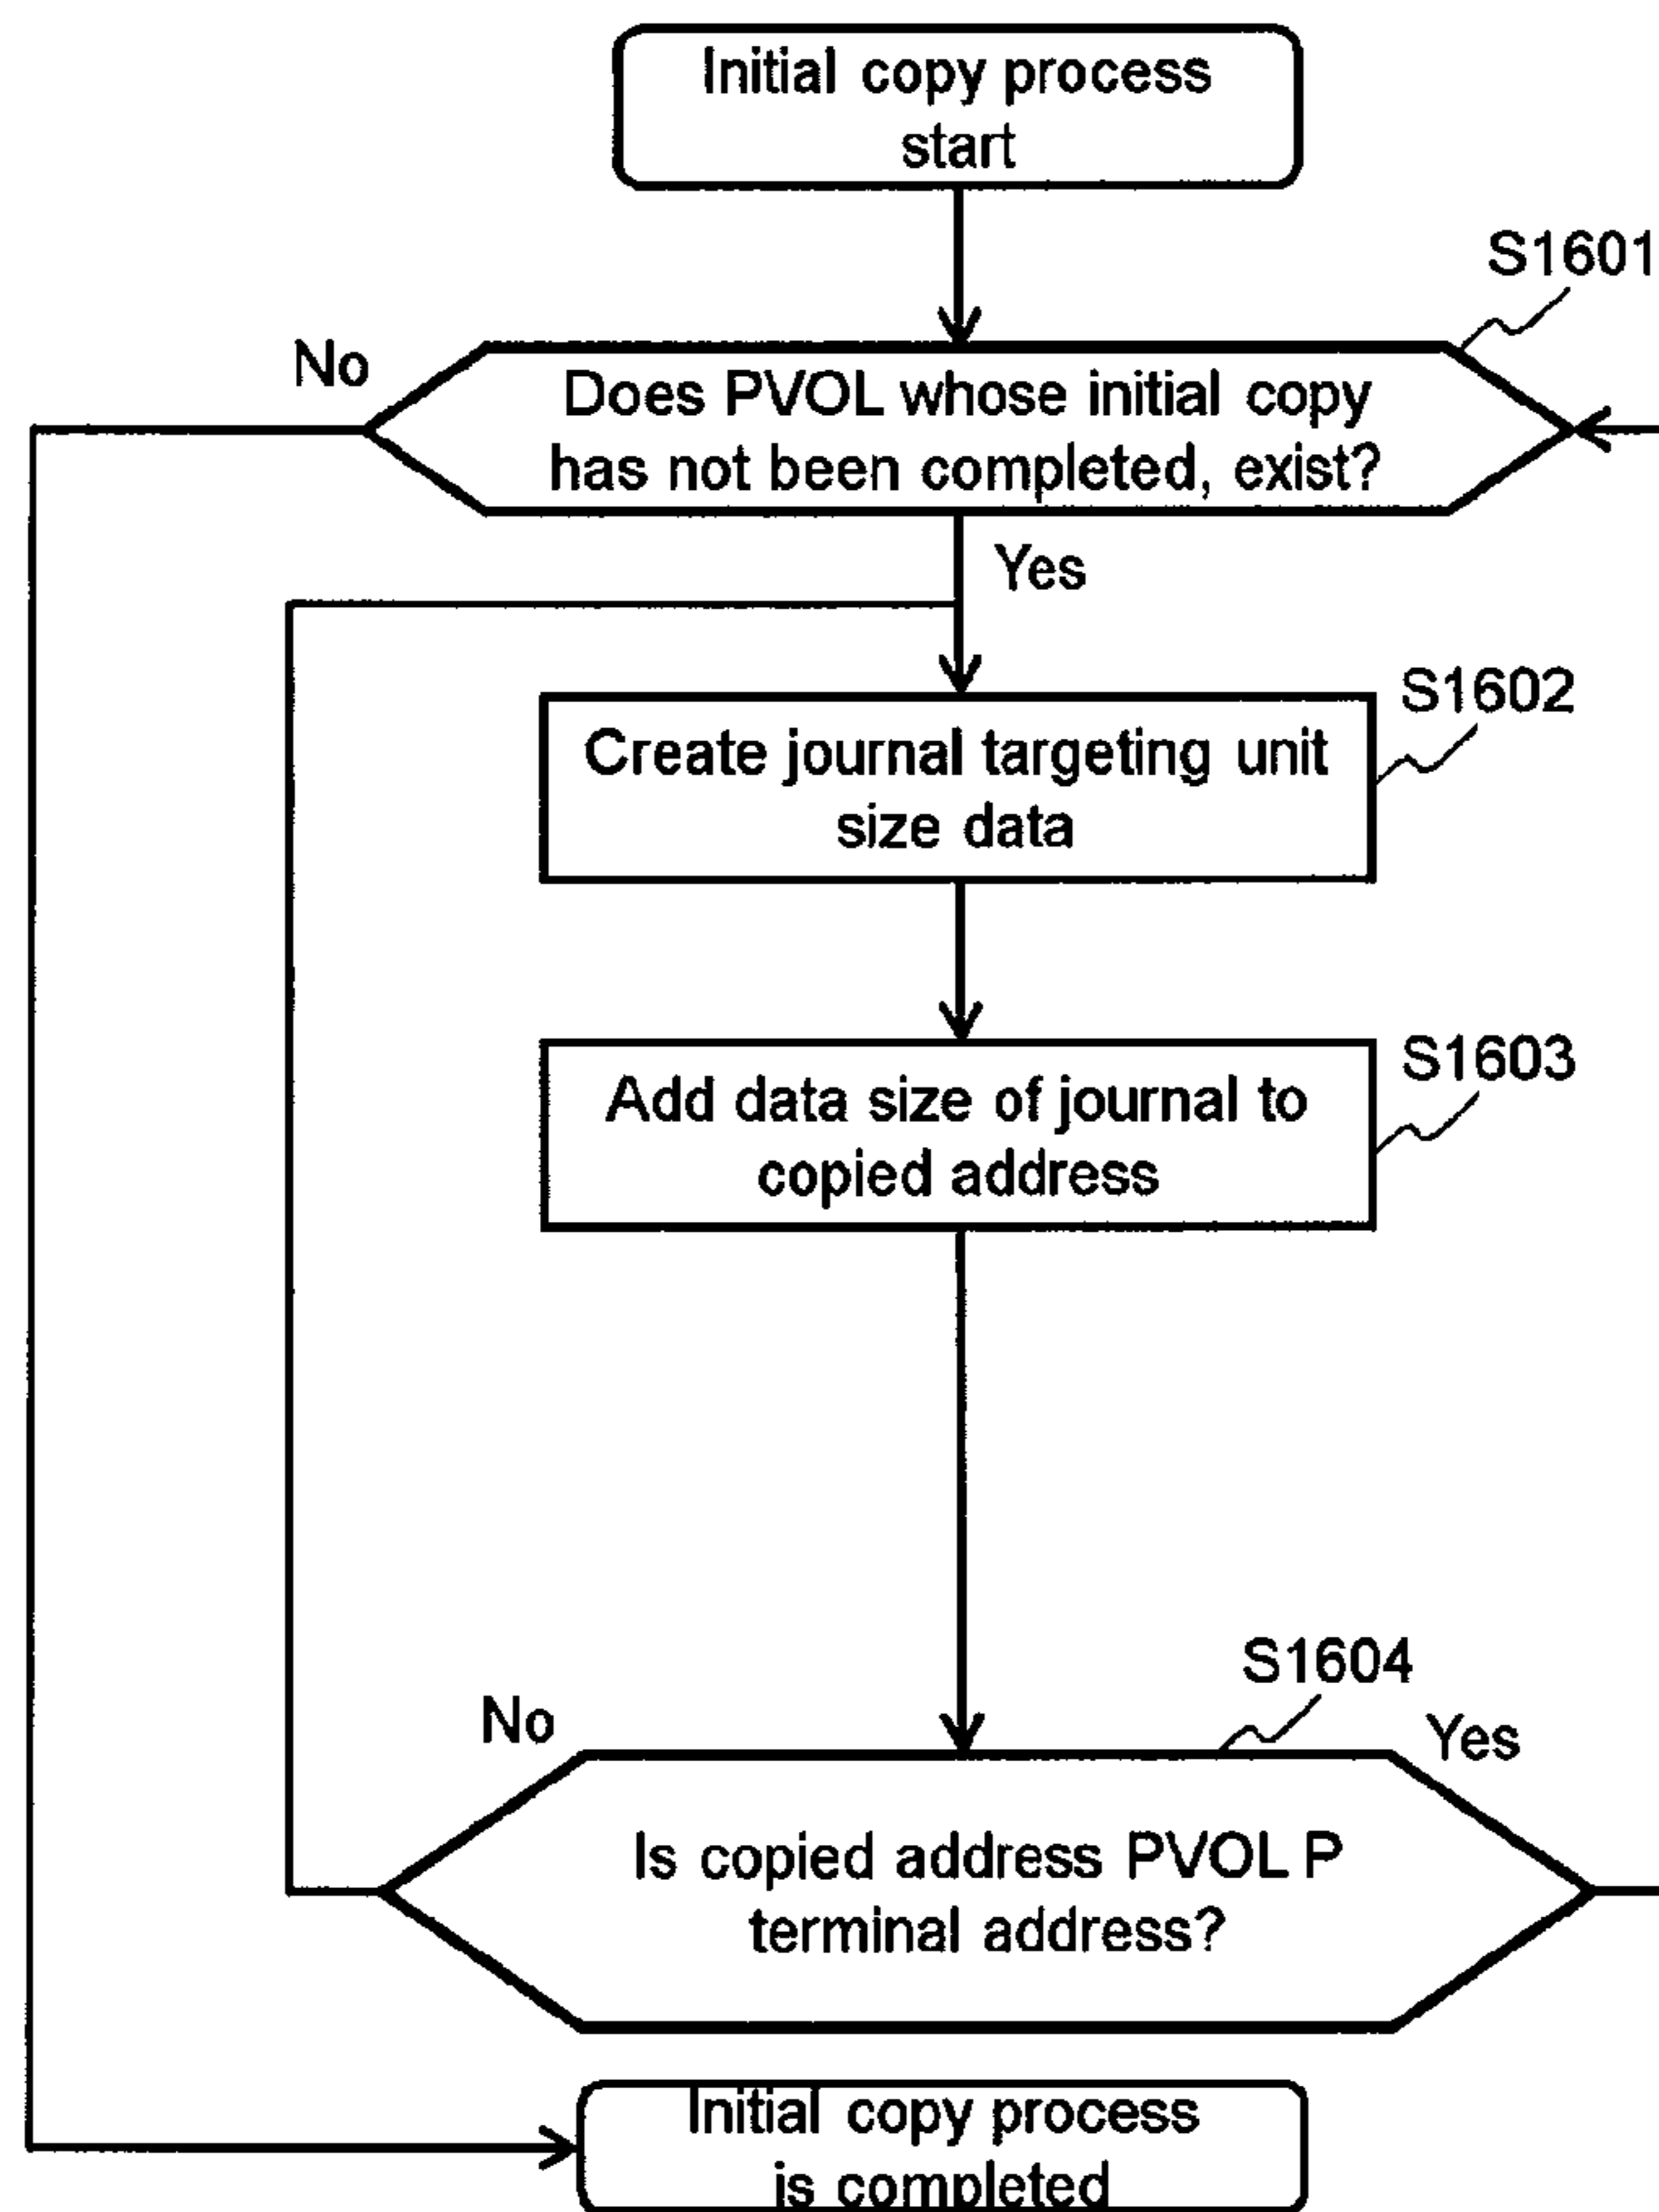 Initial copy process
start
S1601
No
Does PVOL whose initial copy
has not been completed, exist?
Yes
S1602
Create journal targeting unit
size data
S1603
Add data size of journal to
copied address
S1604
No
Yes
Is copied address PVOL P
terminal address?
Initial copy process
is completed